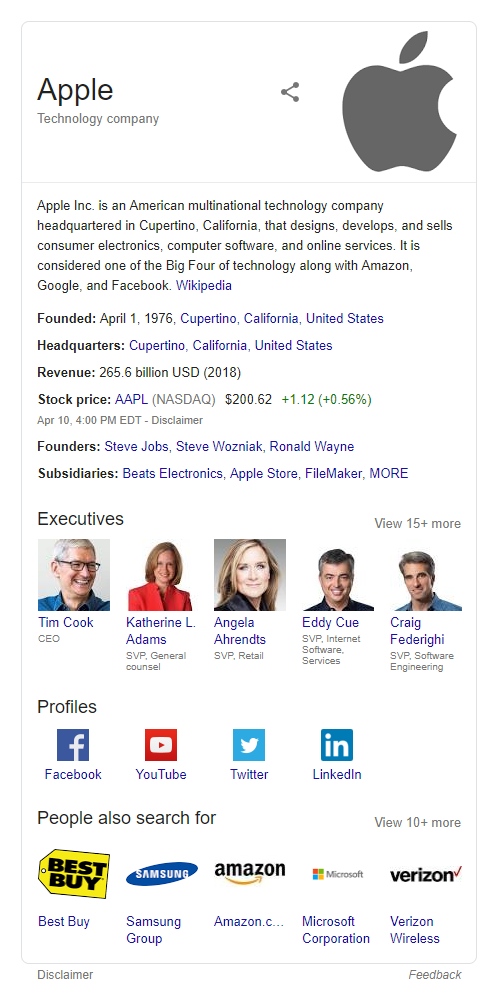 Apple
Technology company
Apple Inc. is an American multinational technology company
headquartered in Cupertino, California, that designs, develops, and sells
consumer electronics, computer software, and online services. It is
considered one of the Big Four of technology along with Amazon,
Google, and Facebook. Wikipedia
Founded: April 1, 1976, Cupertino, California, United States
Headquarters: Cupertino, California, United States
Revenue: 265.6 billion USD (2018)
Stock price: AAPL (NASDAQ) $200.62 +1.12 (+0.56%)
Apr 10, 4:00 PM EDT - Disclaimer
Founders: Steve Jobs, Steve Wozniak, Ronald Wayne
Subsidiaries: Beats Electronics, Apple Store, FileMaker, MORE
Executives
View 15+ more
Tim Cook
CEO
Katherine L.
Adams
SVP, General
counsel
Angela
Ahrendts
SVP, Retail
Eddy Cue
SVP, Internet
Software,
Services
Craig
Federighi
SVP, Software
Engineering
Profiles
Facebook
YouTube
Twitter
LinkedIn
People also search for
View 10+ more
BEST
BUY
SAMSUNG
amazon
Microsoft
verizon
Best Buy
Samsung
Group
Amazon.c...
Microsoft
Corporation
Verizon
Wireless
Disclaimer
Feedback